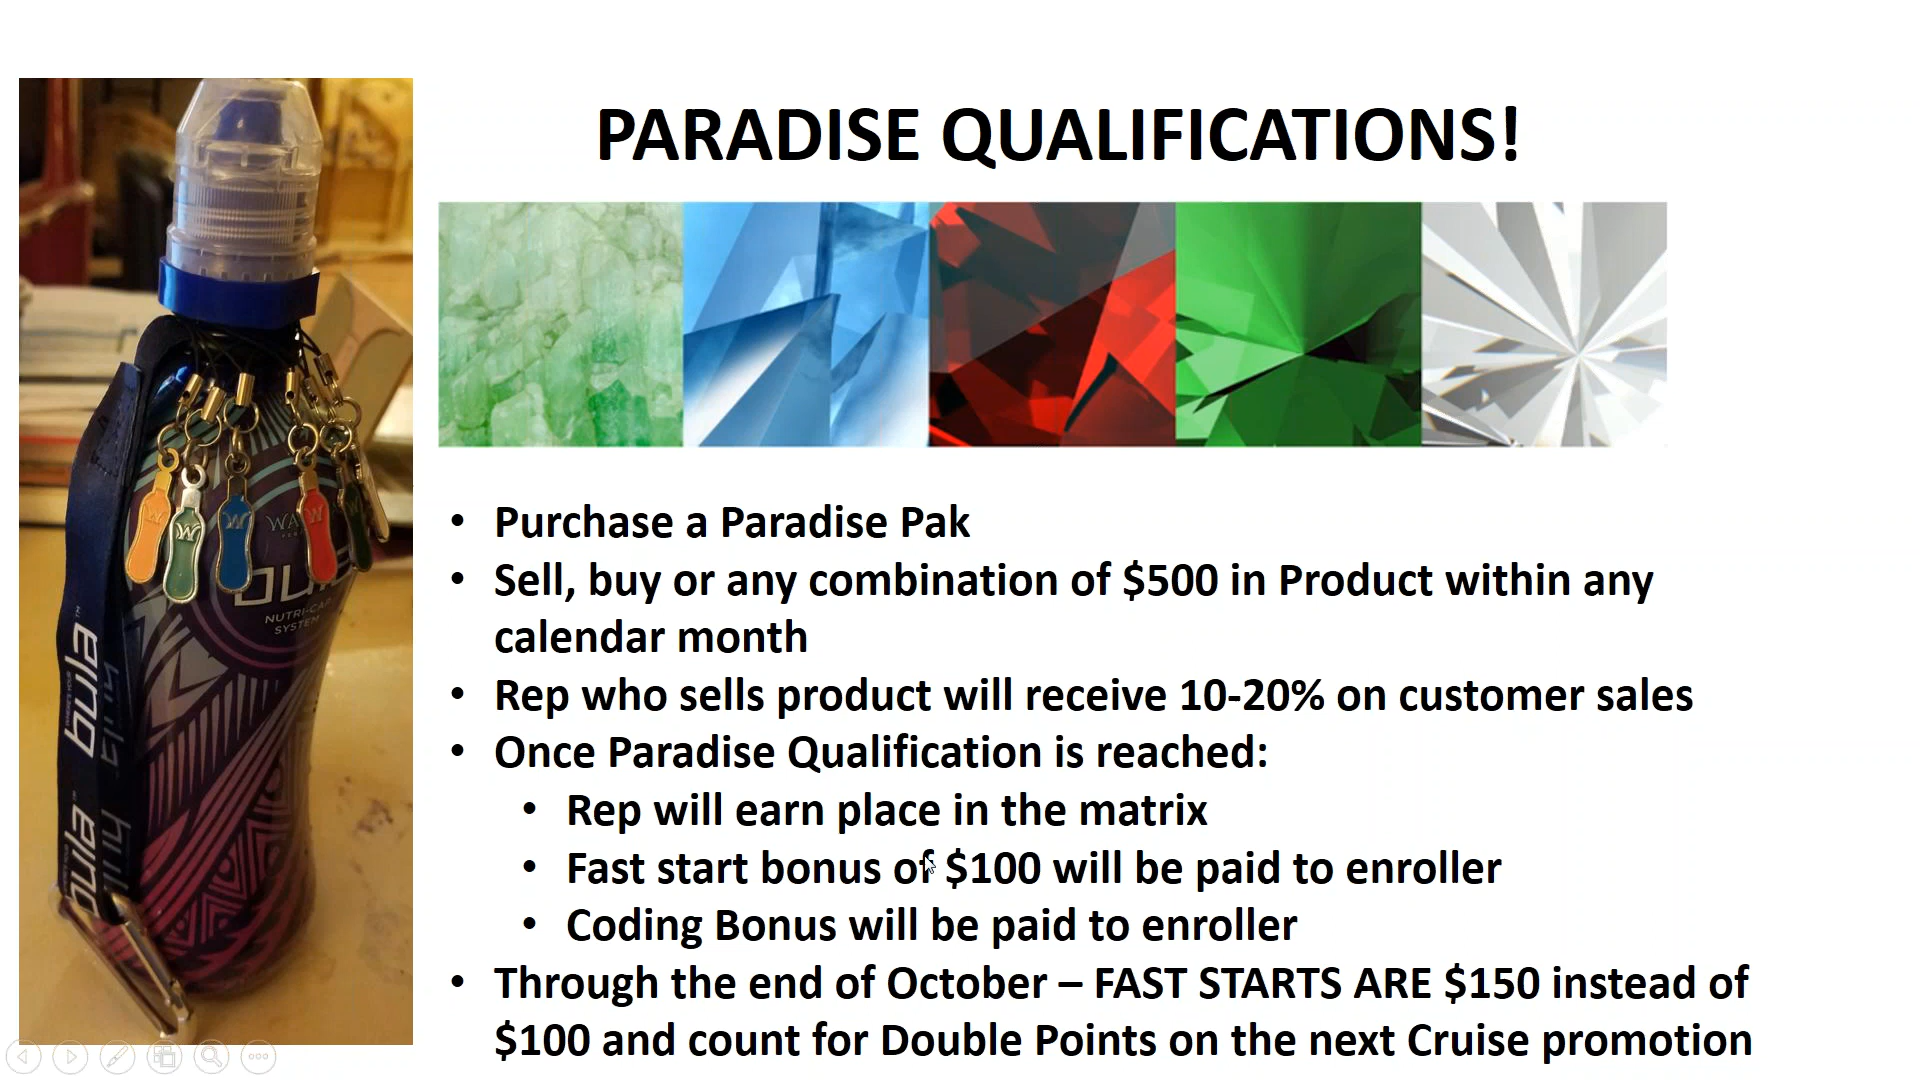 PARADISE QUALIFICATIONS!
• Purchase a Paradise Pak
• Sell, buy or any combination of $500 in Product within any
calendar month
• Rep who sells product will receive 10-20% on customer sales
• Once Paradise Qualification is reached:
• Rep will earn place in the matrix
• Fast start bonus of $100 will be paid to enroller
• Coding Bonus will be paid to enroller
• Through the end of October – FAST STARTS ARE $150 instead of
$100 and count for Double Points on the next Cruise promotion
W
W
W
W
NUTRI-CAP
SYSTEM
bula
bula